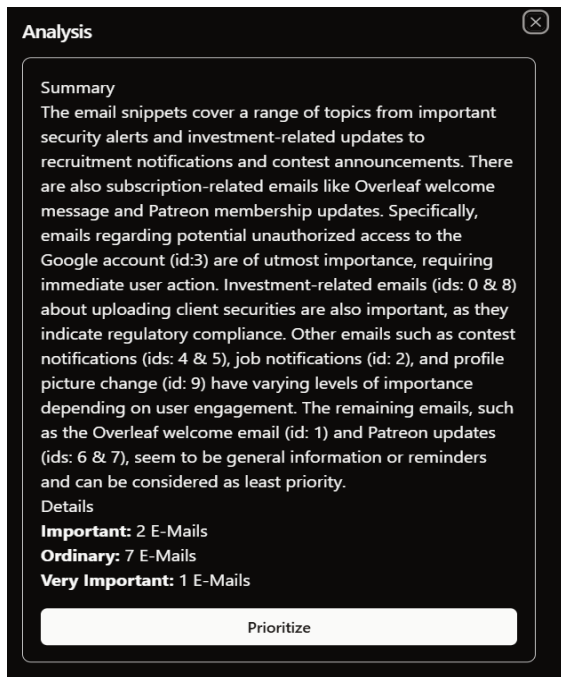 Analysis
Summary
The email snippets cover a range of topics from important
security alerts and investment-related updates to
recruitment notifications and contest announcements. There
are also subscription-related emails like Overleaf welcome
message and Patreon membership updates. Specifically,
emails regarding potential unauthorized access to the
Google account (id:3) are of utmost importance, requiring
immediate user action. Investment-related emails (ids: 0 & 8)
about uploading client securities are also important, as they
indicate regulatory compliance. Other emails such as contest
notifications (ids: 4 & 5), job notifications (id: 2), and profile
picture change (id: 9) have varying levels of importance
depending on user engagement. The remaining emails, such
as the Overleaf welcome email (id: 1) and Patreon updates
(ids: 6 & 7), seem to be general information or reminders
and can be considered as least priority.
Details
Important: 2 E-Mails
Ordinary: 7 E-Mails
Very Important: 1 E-Mails
Prioritize